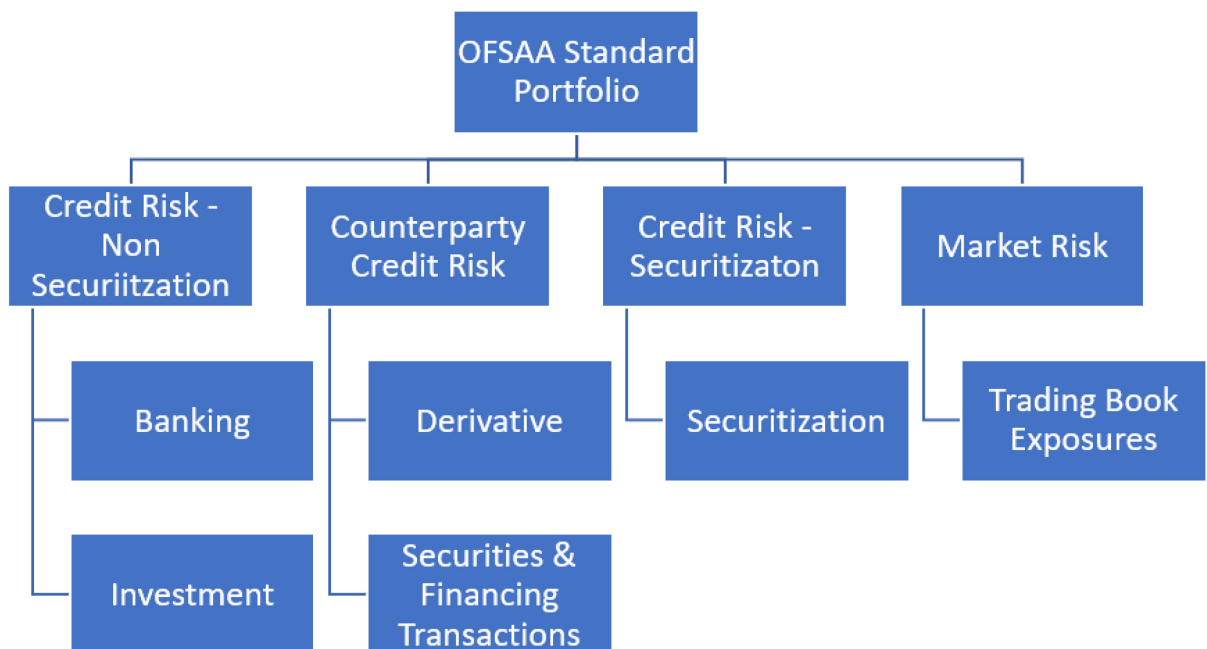 OFSAA Standard
Portfolio
Credit Risk -
Non
Securiitzation
Counterparty
Credit Risk
Credit Risk -
Securitizaton
Market Risk
Banking
Derivative
Securitization
Trading Book
Exposures
Investment
Securities &
Financing
Transactions